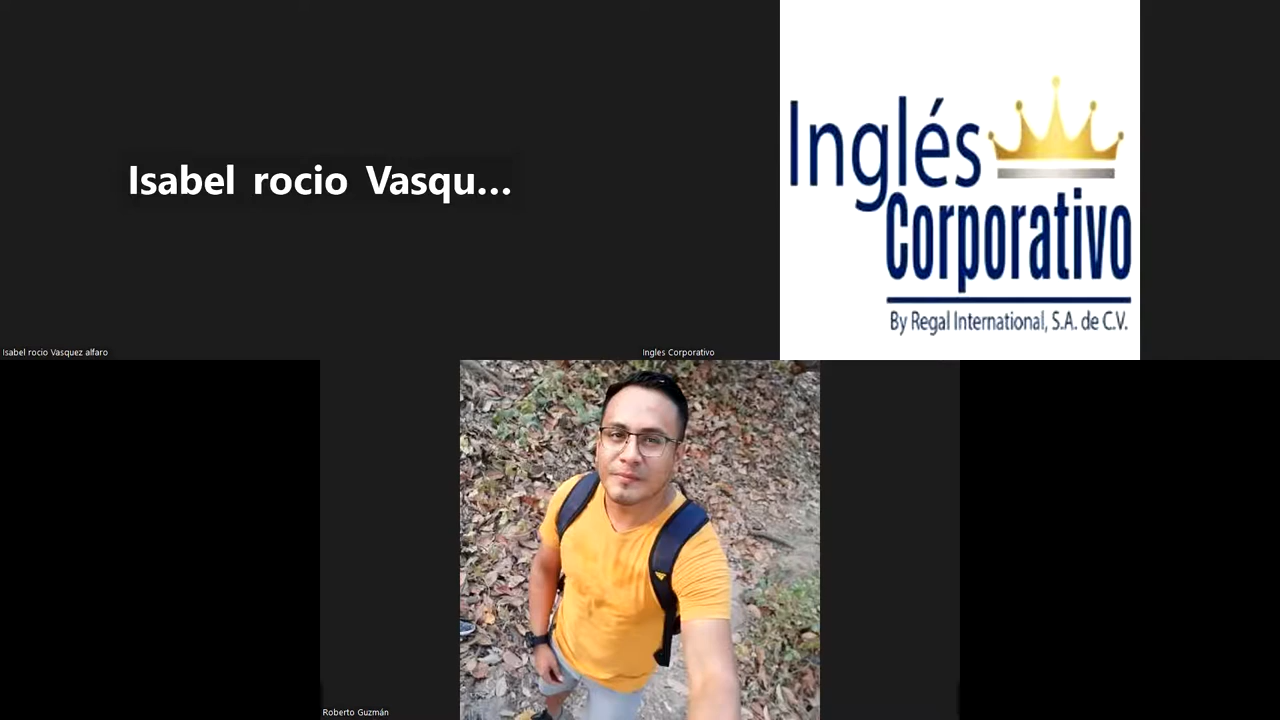 Isabel rocio Vasqu...
Inglés
Corporativo
By Regal International, S.A. de C.V.
Isabel rocio Vasquez alfaro
Ingles Corporativo
Roberto Guzmán